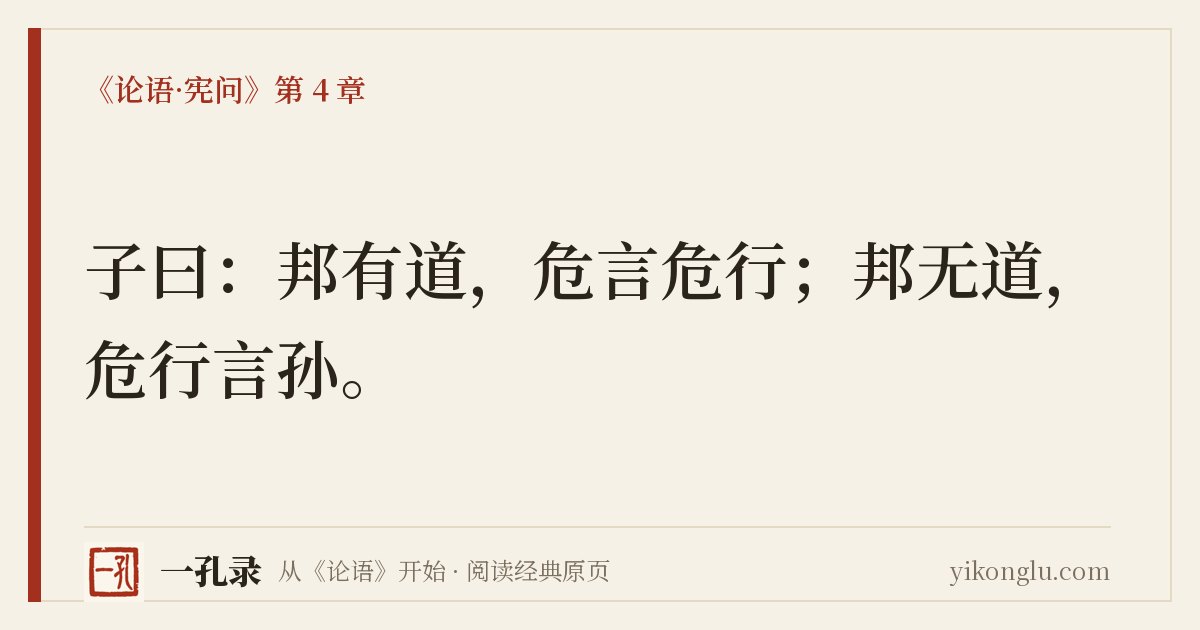 《论语·宪问》第 4 章
子曰：邦有道，危言危行；邦无道，
危行言孙。
一孔
一孔录 从《论语》开始 · 阅读经典原页 yikonglu.com